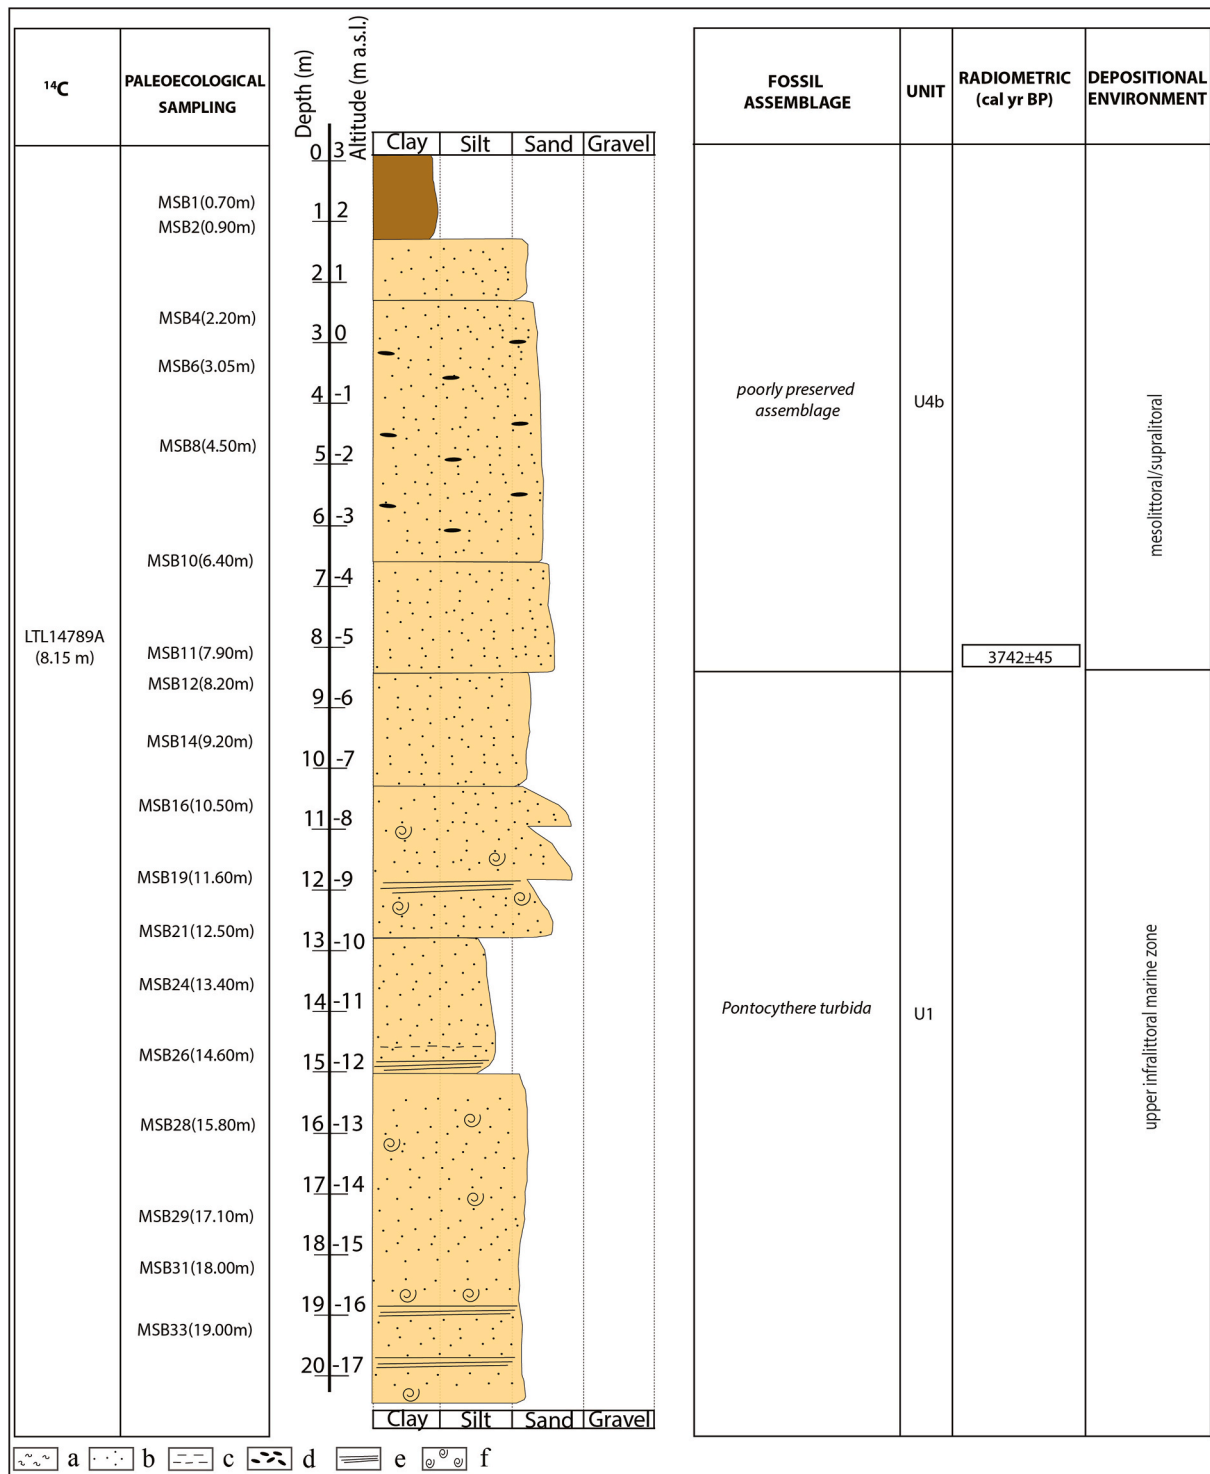 14C
PALEOECOLOGICAL
SAMPLING
Depth (m)
Altitude (m a.s.l.)
FOSSIL
ASSEMBLAGE
UNIT
RADIOMETRIC
(cal yr BP)
DEPOSITIONAL
ENVIRONMENT
Clay Silt Sand Gravel
0 3
MSB1(0.70m)
1 2
MSB2(0.90m)
2 1
MSB4(2.20m)
3 0
MSB6(3.05m)
4 -1
poorly preserved
assemblage
U4b
mesolittoral/supralitoral
MSB8(4.50m)
5 -2
6 -3
MSB10(6.40m)
7 -4
LTL14789A
(8.15 m)
8 -5
MSB11(7.90m)
3742±45
MSB12(8.20m)
9 -6
MSB14(9.20m)
10 -7
MSB16(10.50m)
11 -8
MSB19(11.60m)
12 -9
MSB21(12.50m)
13 -10
MSB24(13.40m)
14 -11
Pontocythere turbida
U1
upper infralittoral marine zone
MSB26(14.60m)
15 -12
MSB28(15.80m)
16 -13
17 -14
MSB29(17.10m)
18 -15
MSB31(18.00m)
19 -16
MSB33(19.00m)
20 -17
Clay Silt Sand Gravel
a b c d e f